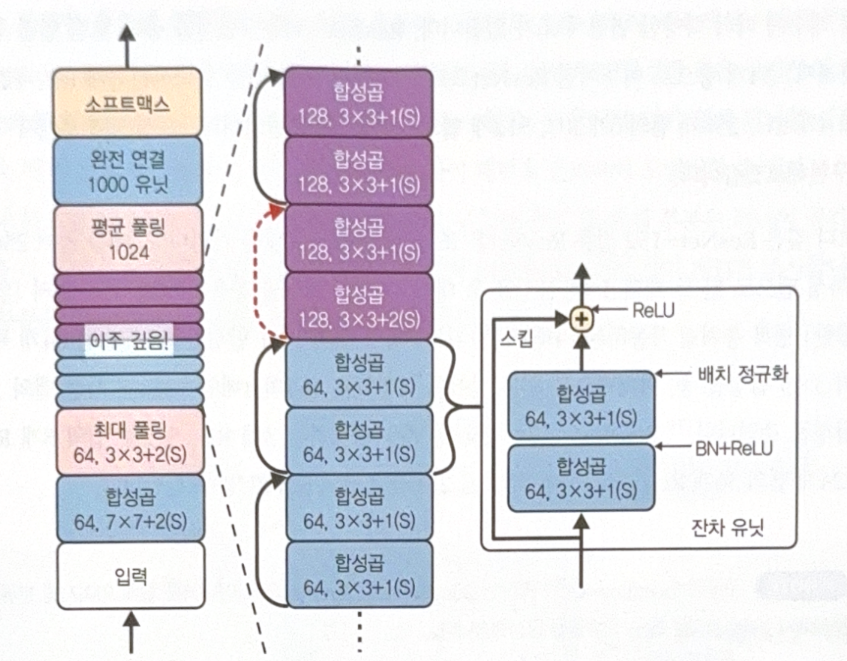 소프트맥스
완전 연결
1000 유닛
평균 풀링
1024
아주 깊음!
최대 풀링
64, 3×3+2(S)
합성곱
64, 7×7+2(S)
입력
합성곱
128, 3×3+1(S)
합성곱
128, 3×3+1(S)
합성곱
128, 3×3+1(S)
합성곱
128, 3×3+2(S)
합성곱
64, 3×3+1(S)
합성곱
64, 3×3+1(S)
합성곱
64, 3×3+1(S)
합성곱
64, 3×3+1(S)
ReLU
+
스킵
배치 정규화
합성곱
64, 3×3+1(S)
BN+ReLU
합성곱
64, 3×3+1(S)
잔차 유닛